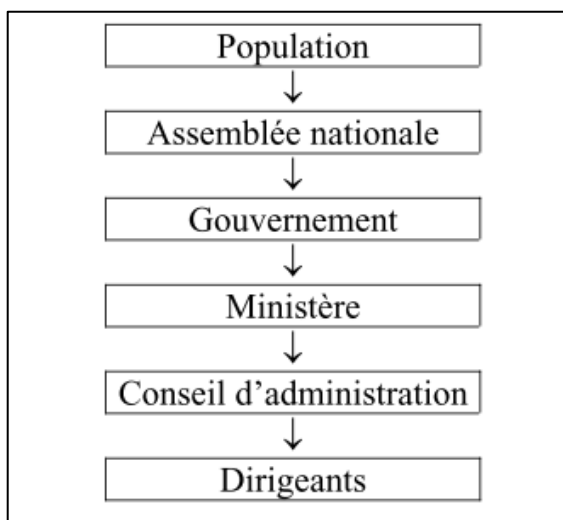 Population
↓
Assemblée nationale
↓
Gouvernement
↓
Ministère
↓
Conseil d’administration
↓
Dirigeants